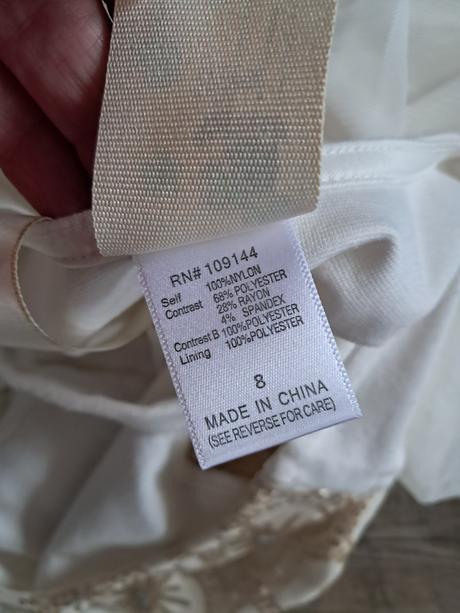 RN# 109144
Self 100%NYLON
Contrast 68% POLYESTER
28% RAYON
4% SPANDEX
Contrast B 100%POLYESTER
Lining 100%POLYESTER
8
MADE IN CHINA
(SEE REVERSE FOR CARE)